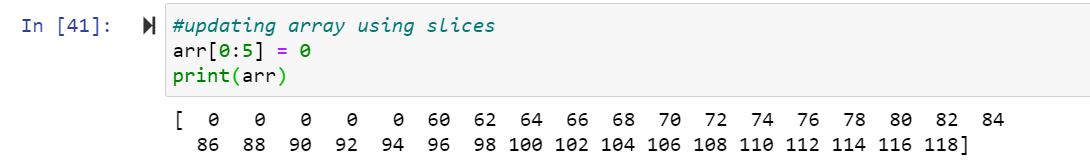 In [41]: #updating array using slices
arr[0:5] = 0
print(arr)
[  0   0   0   0   0  60  62  64  66  68  70  72  74  76  78  80  82  84
  86  88  90  92  94  96  98 100 102 104 106 108 110 112 114 116 118]